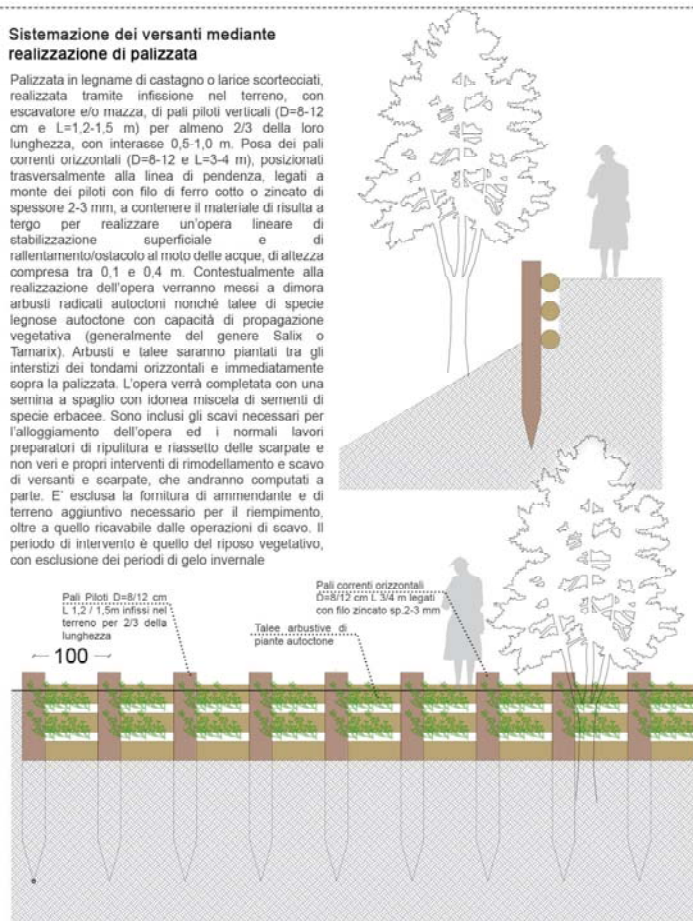 Sistemazione dei versanti mediante
realizzazione di palizzata
Palizzata in legname di castagno o larice scortecciati,
realizzata tramite infissione nel terreno, con
escavatore e/o mazza, di pali piloti verticali (D=8-12
cm e L=1,2-1,5 m) per almeno 2/3 della loro
lunghezza, con interasse 0,5-1,0 m. Posa dei pali
correnti orizzontali (D=8-12 e L=3-4 m), posizionati
trasversalmente alla linea di pendenza, legati a
monte dei piloti con filo di ferro cotto o zincato di
spessore 2-3 mm, a contenere il materiale di risulta a
tergo per realizzare un'opera lineare di
stabilizzazione superficiale e di
rallentamento/ostacolo al moto delle acque, di altezza
compresa tra 0,1 e 0,4 m. Contestualmente alla
realizzazione dell'opera verranno messi a dimora
arbusti radicati autoctoni nonché talee di specie
legnose autoctone con capacità di propagazione
vegetativa (generalmente del genere Salix o
Tamarix). Arbusti e talee saranno piantati tra gli
interstizi dei tondami orizzontali e immediatamente
sopra la palizzata. L'opera verrà completata con una
semina a spaglio con idonea miscela di sementi di
specie erbacee. Sono inclusi gli scavi necessari per
l'alloggiamento dell'opera ed i normali lavori
preparatori di ripulitura e riassetto delle scarpate e
non veri e propri interventi di rimodellamento e scavo
di versanti e scarpate, che andranno computati a
parte. E' esclusa la fornitura di ammendante e di
terreno aggiuntivo necessario per il riempimento,
oltre a quello ricavabile dalle operazioni di scavo. Il
periodo di intervento è quello del riposo vegetativo,
con esclusione dei periodi di gelo invernale
Pali Piloti D=8/12 cm
L 1,2 / 1,5m infissi nel
terreno per 2/3 della
lunghezza
100
Pali correnti orizzontali
D=8/12 cm L 3/4 m legati
con filo zincato sp.2-3 mm
Talee arbustive di
piante autoctone